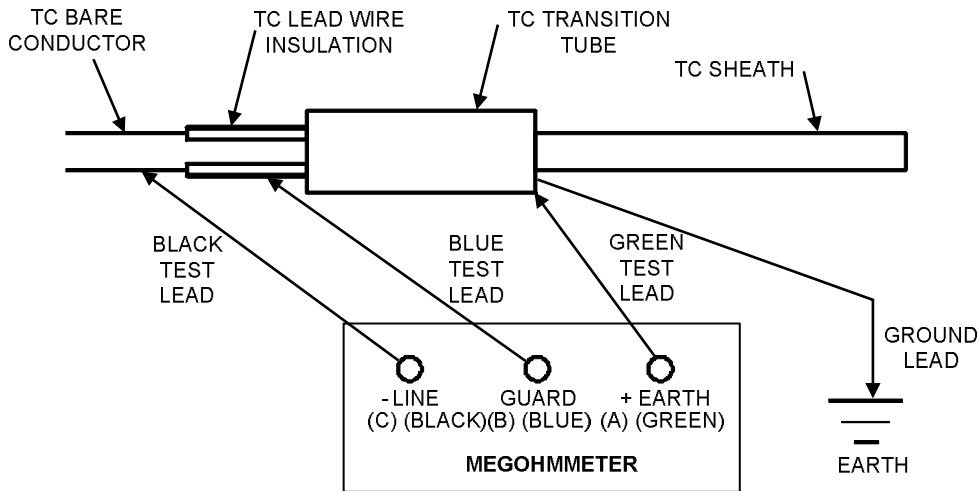 TC BARE
CONDUCTOR
TC LEAD WIRE
INSULATION
TC TRANSITION
TUBE
TC SHEATH
BLACK
TEST
LEAD
BLUE
TEST
LEAD
GREEN
TEST
LEAD
GROUND
LEAD
- LINE
(C) (BLACK)
GUARD
(B) (BLUE)
+ EARTH
(A) (GREEN)
MEGOHMMETER
EARTH